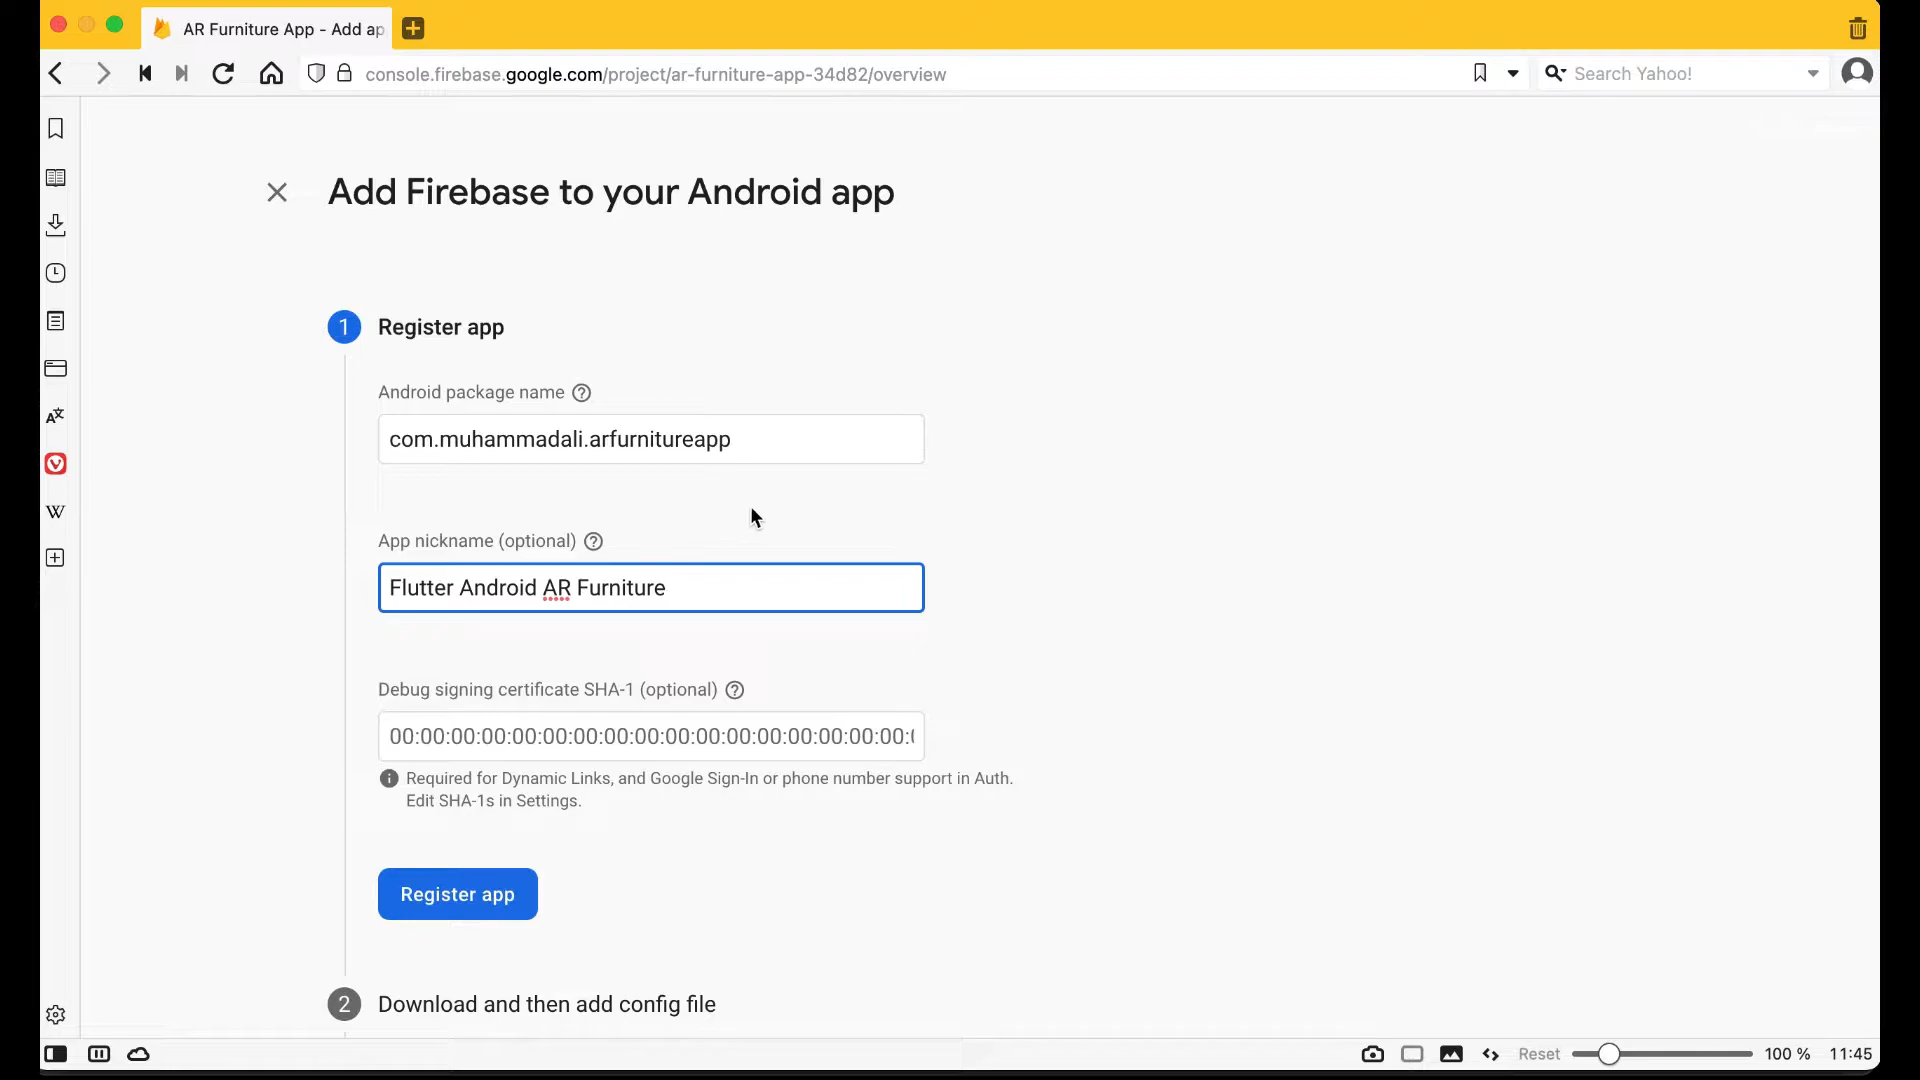 AR Furniture App - Add ap
console.firebase.google.com/project/ar-furniture-app-34d82/overview
Search Yahoo!
Add Firebase to your Android app
1 Register app
Android package name
com.muhammadali.arfurnitureapp
App nickname (optional)
Flutter Android AR Furniture
Debug signing certificate SHA-1 (optional)
00:00:00:00:00:00:00:00:00:00:00:00:00:00:00:00:00:
Required for Dynamic Links, and Google Sign-In or phone number support in Auth.
Edit SHA-1s in Settings.
Register app
2 Download and then add config file
Reset 100 % 11:45